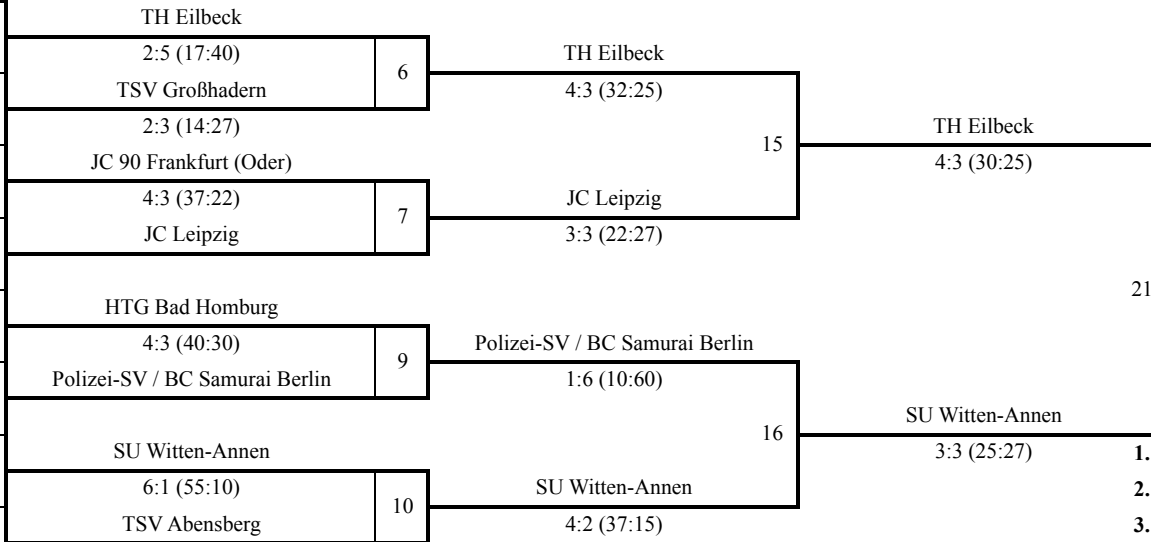 TH Eilbeck
2:5 (17:40)
6
TSV Großhadern
TH Eilbeck
4:3 (32:25)
2:3 (14:27)
JC 90 Frankfurt (Oder)
4:3 (37:22)
7
JC Leipzig
JC Leipzig
3:3 (22:27)
15
TH Eilbeck
4:3 (30:25)
HTG Bad Homburg
4:3 (40:30)
9
Polizei-SV / BC Samurai Berlin
Polizei-SV / BC Samurai Berlin
1:6 (10:60)
SU Witten-Annen
6:1 (55:10)
10
TSV Abensberg
SU Witten-Annen
4:2 (37:15)
16
SU Witten-Annen
3:3 (25:27)
21
1.
2.
3.